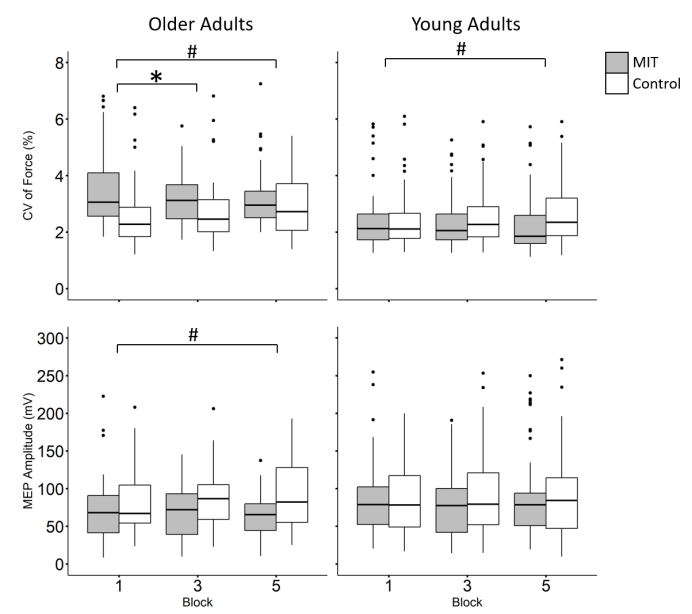 Older Adults Young Adults
# #
*
MIT
Control
CV of Force (%)
8
6
4
2
0
#
MEP Amplitude (mV)
300
250
200
150
100
50
0
1 3 5 1 3 5
Block Block